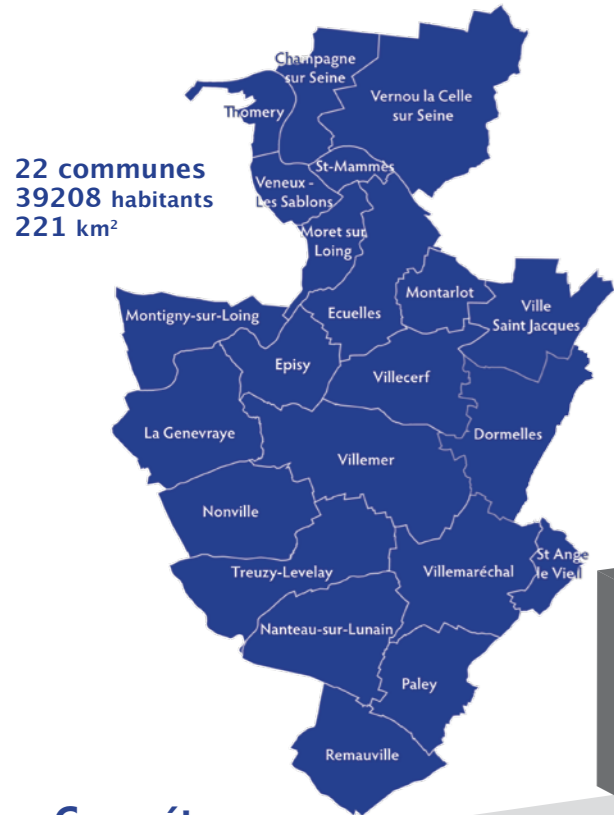 Champagne
sur Seine
Vernou la Celle
sur Seine
Thomery
22 communes
39208 habitants
221 km²
St-Mammès
Veneux -
Les Sablons
Moret sur
Loing
Montarlot
Ville
Saint Jacques
Montigny-sur-Loing
Ecuelles
Episy
Villecerf
La Genevraye
Dormelles
Villemer
Nonville
St Ange
le Vieil
Treuzy-Levelay
Villemaréchal
Nanteau-sur-Lunain
Paley
Remauville